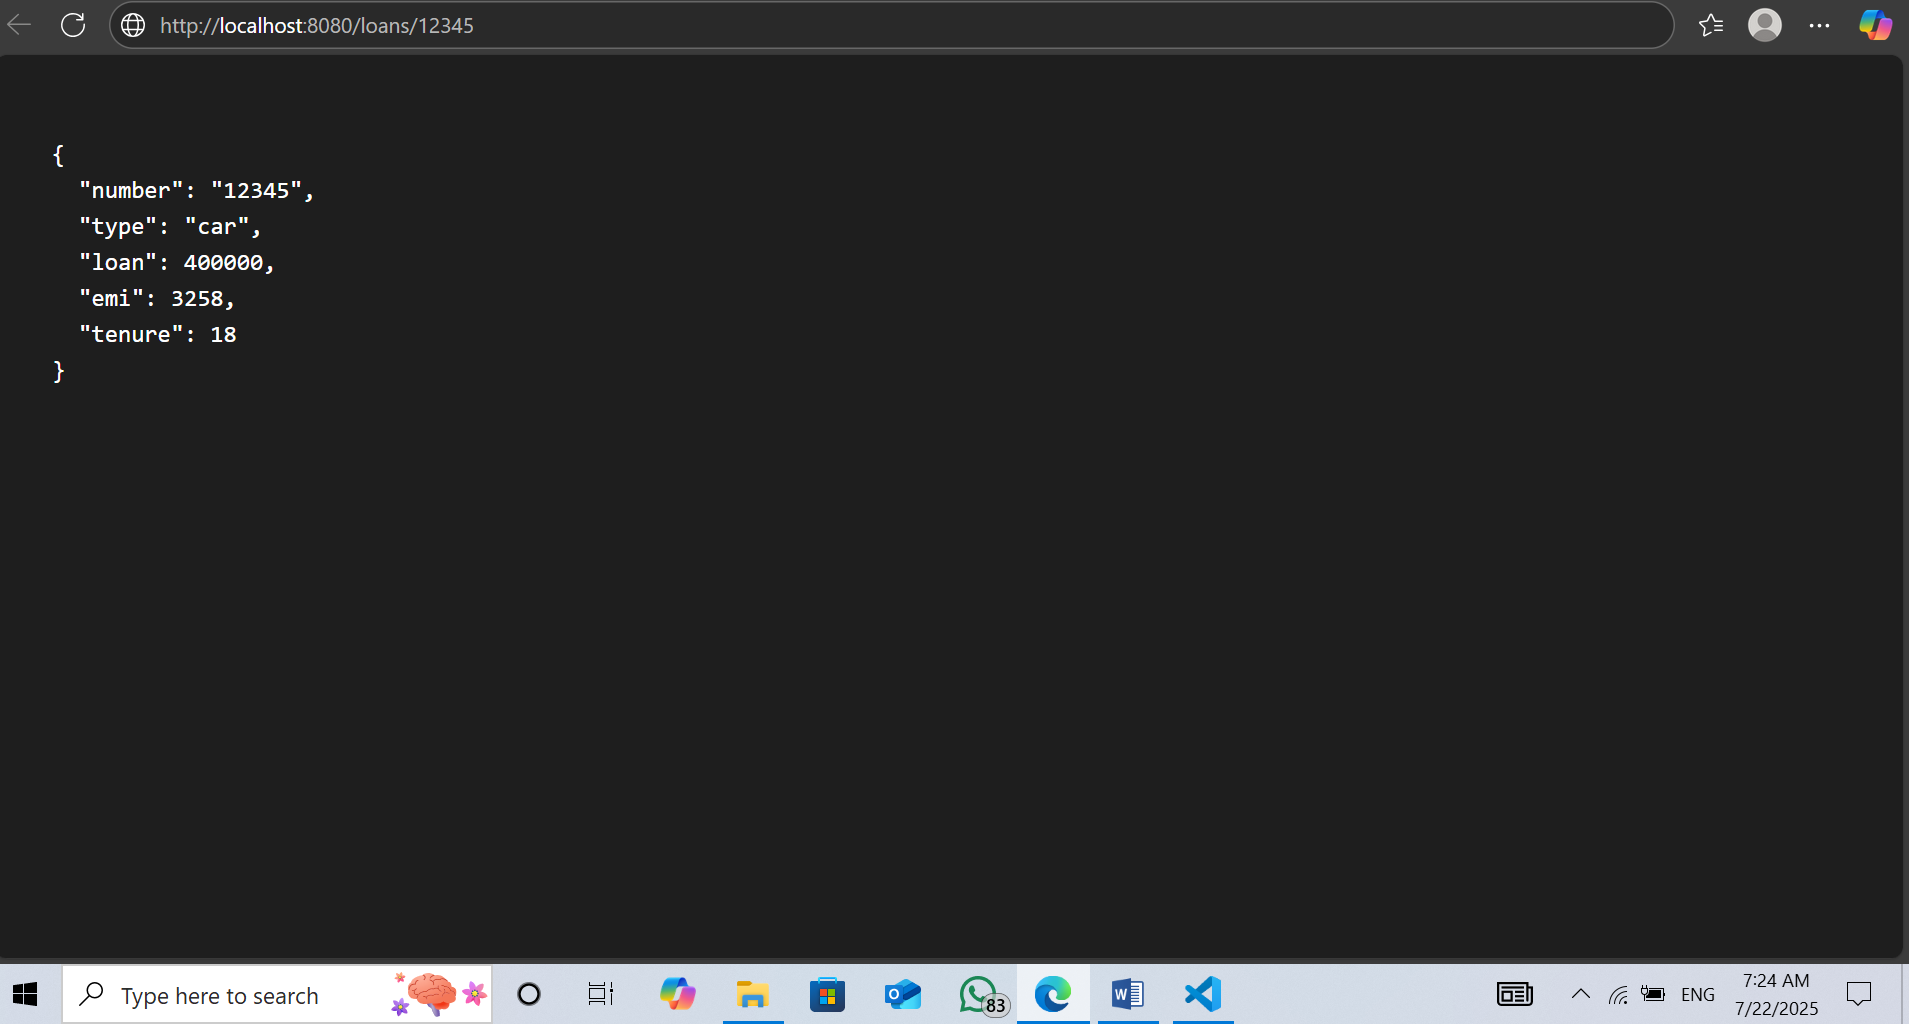 http://localhost:8080/loans/12345
{
"number": "12345",
"type": "car",
"loan": 400000,
"emi": 3258,
"tenure": 18
}
Type here to search
83
ENG
7:24 AM
7/22/2025